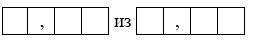 , из ,